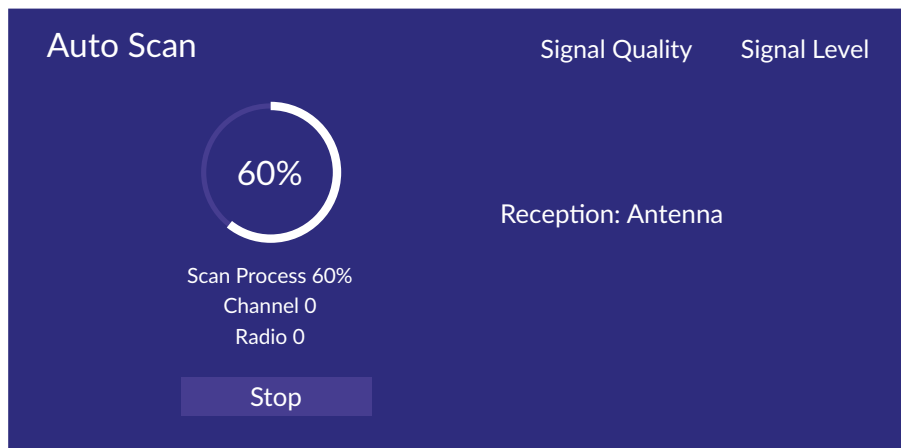 Auto Scan
Signal Quality Signal Level
60%
Reception: Antenna
Scan Process 60%
Channel 0
Radio 0
Stop